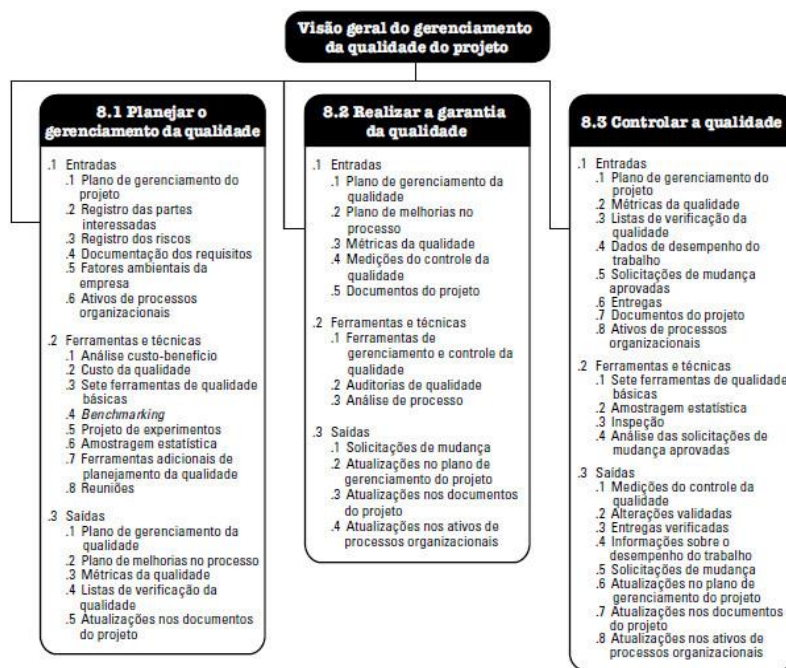 Visão geral do gerenciamento
da qualidade do projeto
8.1 Planejar o
gerenciamento da qualidade
.1 Entradas
.1 Plano de gerenciamento do
projeto
.2 Registro das partes
interessadas
.3 Registro dos riscos
.4 Documentação dos requisitos
.5 Fatores ambientais da
empresa
.6 Ativos de processos
organizacionais
.2 Ferramentas e técnicas
.1 Análise custo-benefício
.2 Custo da qualidade
.3 Sete ferramentas de qualidade
básicas
.4 Benchmarking
.5 Projeto de experimentos
.6 Amostragem estatística
.7 Ferramentas adicionais de
planejamento da qualidade
.8 Reuniões
.3 Saídas
.1 Plano de gerenciamento da
qualidade
.2 Plano de melhorias no processo
.3 Métricas da qualidade
.4 Listas de verificação da
qualidade
.5 Atualizações nos documentos
do projeto
8.2 Realizar a garantia
da qualidade
.1 Entradas
.1 Plano de gerenciamento da
qualidade
.2 Plano de melhorias no
processo
.3 Métricas da qualidade
.4 Medições do controle da
qualidade
.5 Documentos do projeto
.2 Ferramentas e técnicas
.1 Ferramentas de
gerenciamento e controle da
qualidade
.2 Auditorias de qualidade
.3 Análise de processo
.3 Saídas
.1 Solicitações de mudança
.2 Atualizações no plano de
gerenciamento do projeto
.3 Atualizações nos documentos
do projeto
.4 Atualizações nos ativos de
processos organizacionais
8.3 Controlar a qualidade
.1 Entradas
.1 Plano de gerenciamento do
projeto
.2 Métricas da qualidade
.3 Listas de verificação da
qualidade
.4 Dados de desempenho do
trabalho
.5 Solicitações de mudança
aprovadas
.6 Entregas
.7 Documentos do projeto
.8 Ativos de processos
organizacionais
.2 Ferramentas e técnicas
.1 Sete ferramentas de qualidade
básicas
.2 Amostragem estatística
.3 Inspeção
.4 Análise das solicitações de
mudança aprovadas
.3 Saídas
.1 Medições do controle da
qualidade
.2 Alterações validadas
.3 Entregas verificadas
.4 Informações sobre o
desempenho do trabalho
.5 Solicitações de mudança
.6 Atualizações no plano de
gerenciamento do projeto
.7 Atualizações nos documentos
do projeto
.8 Atualizações nos ativos de
processos organizacionais